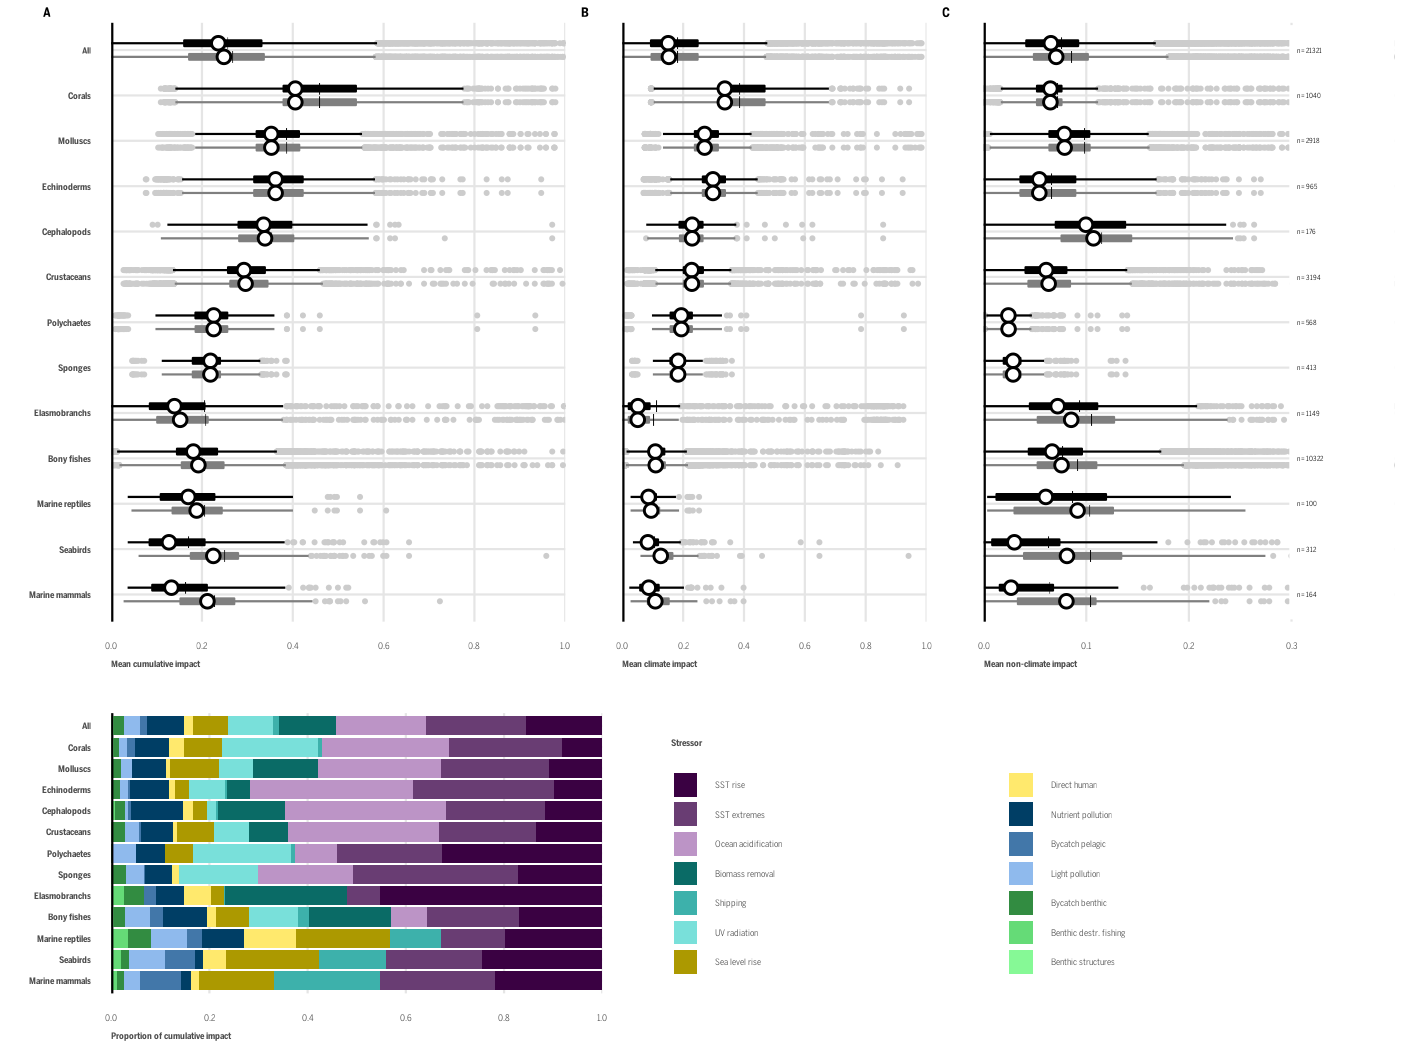 A
B
C
All
n = 21321
Corals
n = 1040
Molluscs
n = 2918
Echinoderms
n = 965
Cephalopods
n = 176
Crustaceans
n = 3194
Polychaetes
n = 568
Sponges
n = 413
Elasmobranchs
n = 1149
Bony fishes
n = 10322
Marine reptiles
n = 100
Seabirds
n = 312
Marine mammals
n = 164
0.0 0.2 0.4 0.6 0.8 1.0
Mean cumulative impact
0.0 0.2 0.4 0.6 0.8 1.0
Mean climate impact
0.0 0.1 0.2 0.3
Mean non-climate impact
All
Corals
Molluscs
Echinoderms
Cephalopods
Crustaceans
Polychaetes
Sponges
Elasmobranchs
Bony fishes
Marine reptiles
Seabirds
Marine mammals
0.0 0.2 0.4 0.6 0.8 1.0
Proportion of cumulative impact
Stressor
SST rise
SST extremes
Ocean acidification
Biomass removal
Shipping
UV radiation
Sea level rise
Direct human
Nutrient pollution
Bycatch pelagic
Light pollution
Bycatch benthic
Benthic destr. fishing
Benthic structures